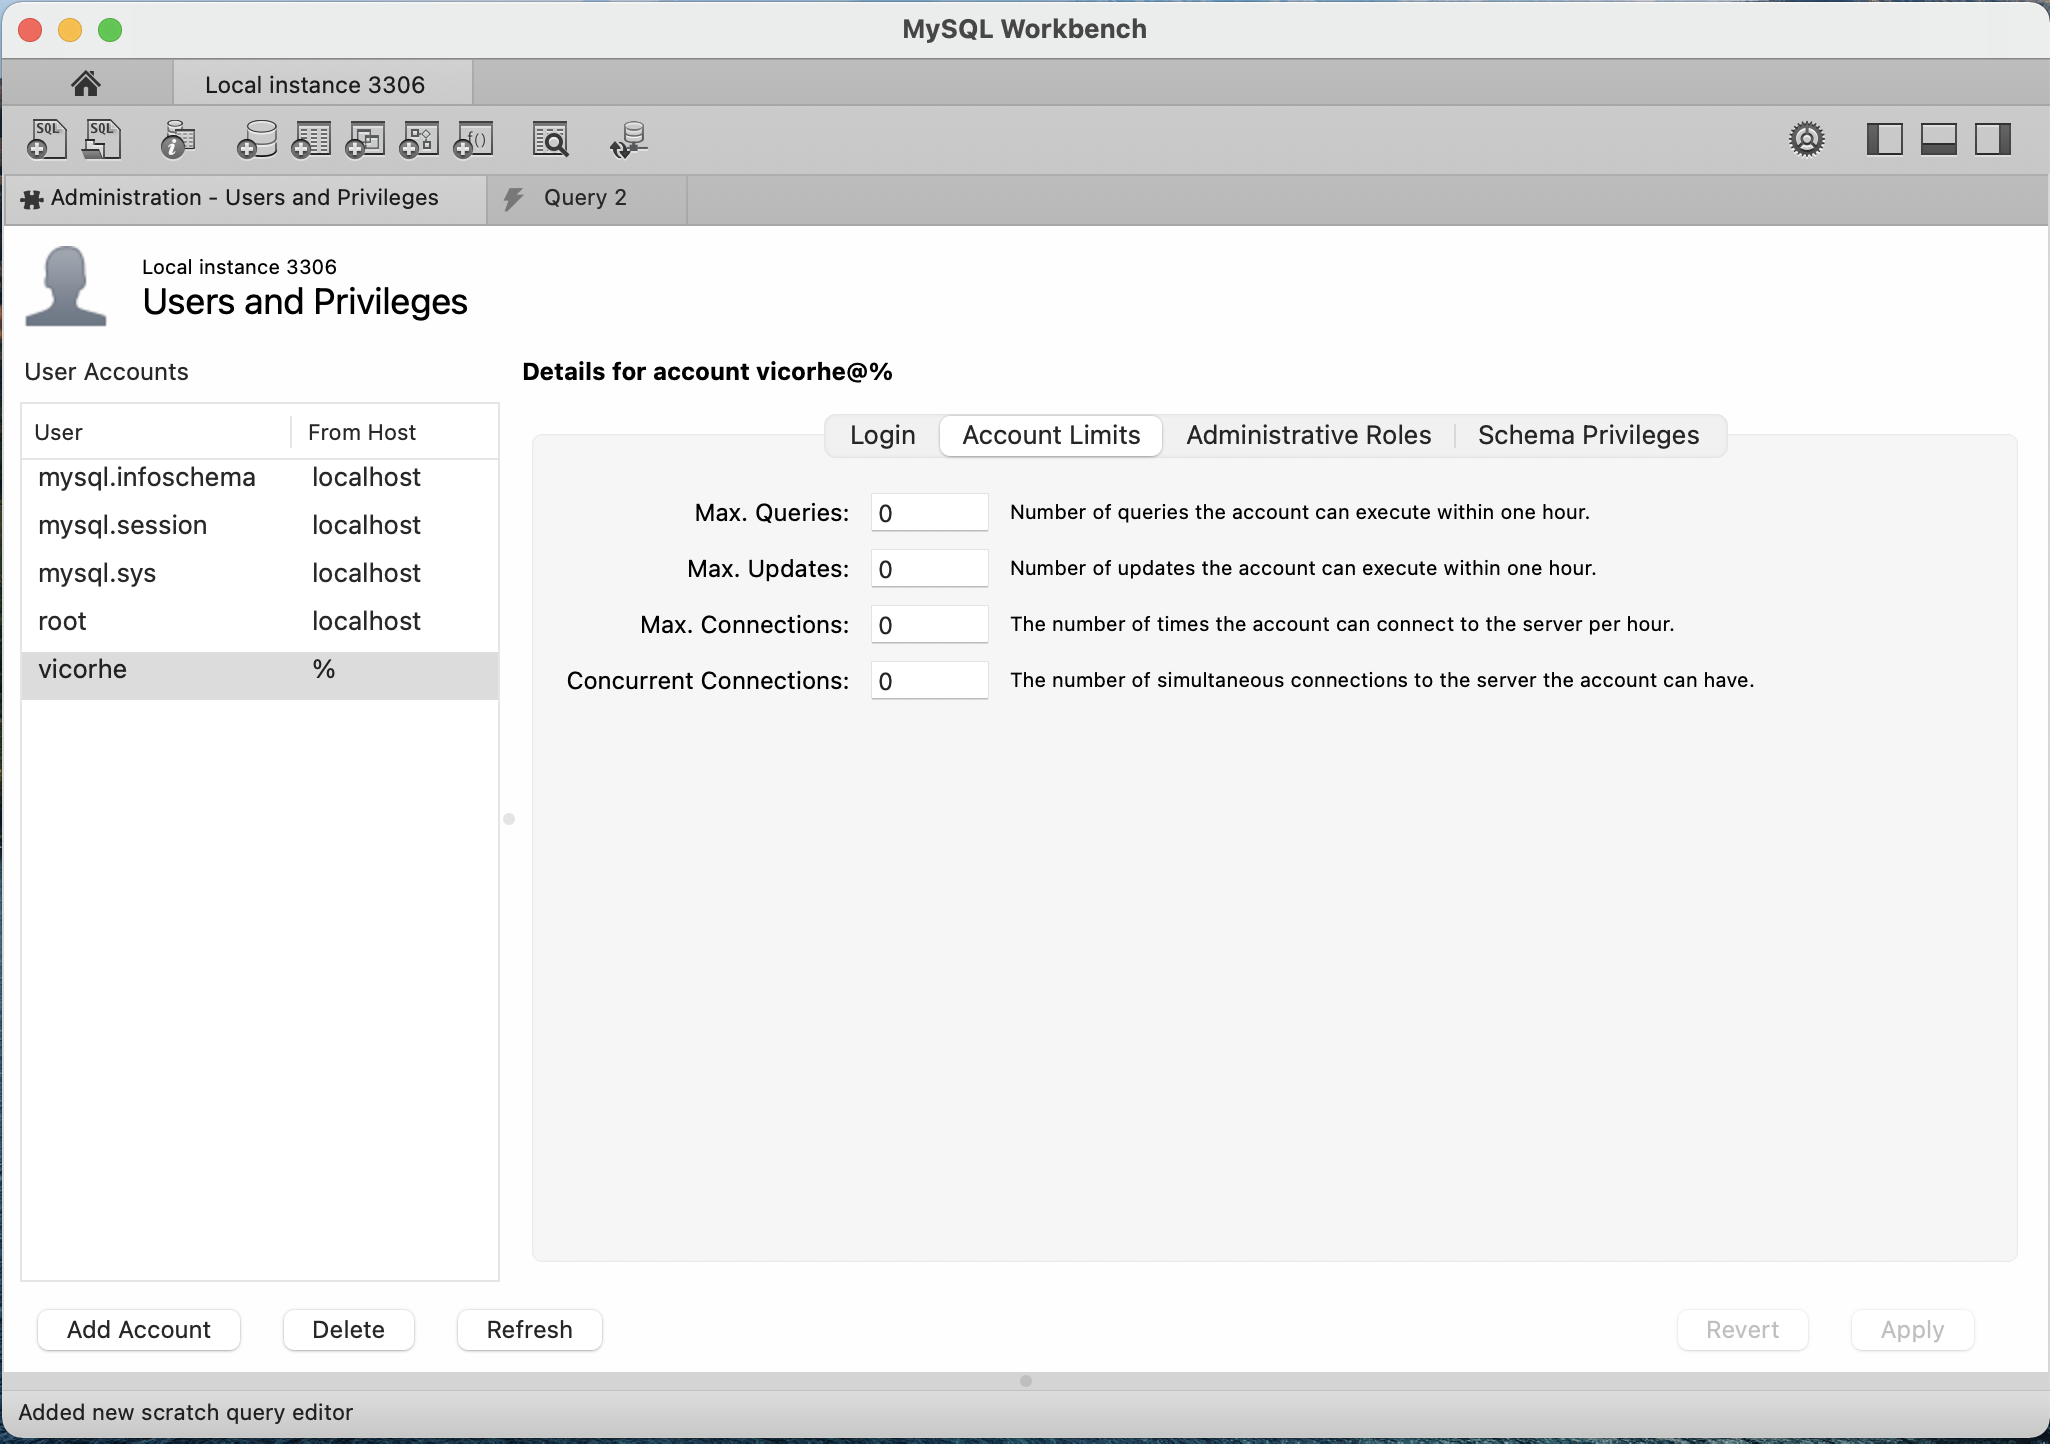 MySQL Workbench
Local instance 3306
SQL SQL i f()
Administration - Users and Privileges Query 2
Local instance 3306
Users and Privileges
User Accounts
User From Host
mysql.infoschema localhost
mysql.session localhost
mysql.sys localhost
root localhost
vicorhe %
Details for account vicorhe@%
Login Account Limits Administrative Roles Schema Privileges
Max. Queries: 0 Number of queries the account can execute within one hour.
Max. Updates: 0 Number of updates the account can execute within one hour.
Max. Connections: 0 The number of times the account can connect to the server per hour.
Concurrent Connections: 0 The number of simultaneous connections to the server the account can have.
Add Account Delete Refresh Revert Apply
Added new scratch query editor